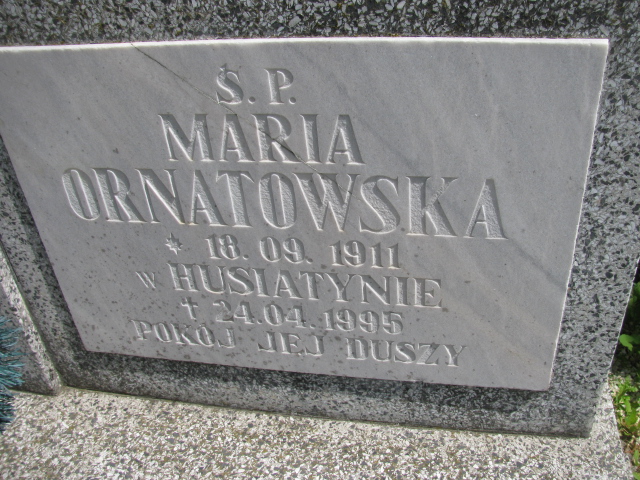 Ś.P.
MARIA
ORNATOWSKA
* 18.09.1911
w HUSIATYNIE
† 24.04.1995
POKÓJ JEJ DUSZY